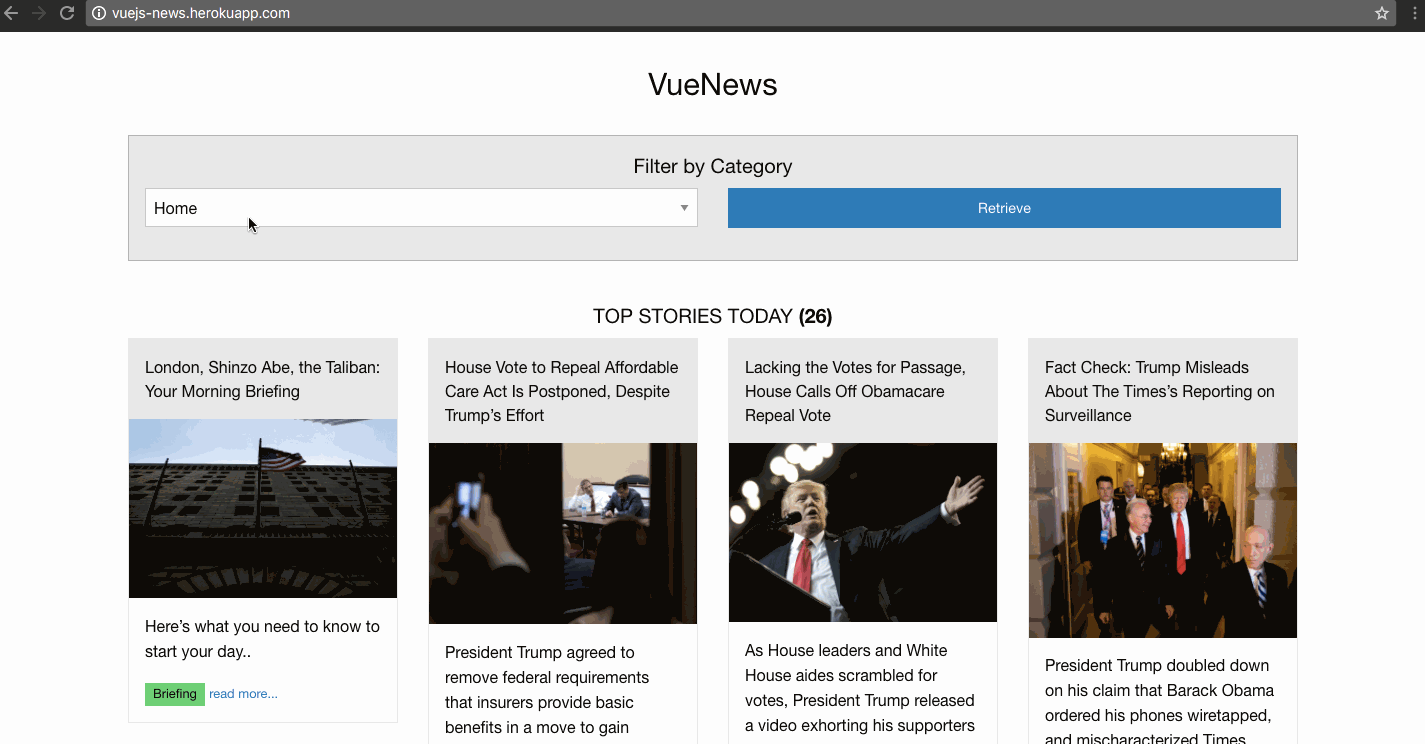 vuejs-news.herokuapp.com
VueNews
Filter by Category
Home
Retrieve
TOP STORIES TODAY (26)
London, Shinzo Abe, the Taliban:
Your Morning Briefing
Here’s what you need to know to
start your day..
Briefing read more...
House Vote to Repeal Affordable
Care Act Is Postponed, Despite
Trump’s Effort
President Trump agreed to
remove federal requirements
that insurers provide basic
benefits in a move to gain
Lacking the Votes for Passage,
House Calls Off Obamacare
Repeal Vote
As House leaders and White
House aides scrambled for
votes, President Trump released
a video exhorting his supporters
Fact Check: Trump Misleads
About The Times’s Reporting on
Surveillance
President Trump doubled down
on his claim that Barack Obama
ordered his phones wiretapped,
and mischaracterized Times